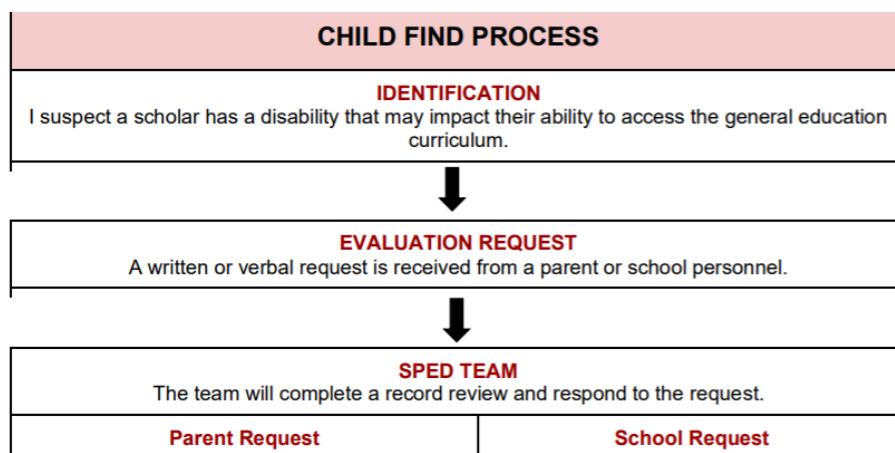 CHILD FIND PROCESS
IDENTIFICATION
I suspect a scholar has a disability that may impact their ability to access the general education
curriculum.
EVALUATION REQUEST
A written or verbal request is received from a parent or school personnel.
SPED TEAM
The team will complete a record review and respond to the request.
Parent Request
School Request